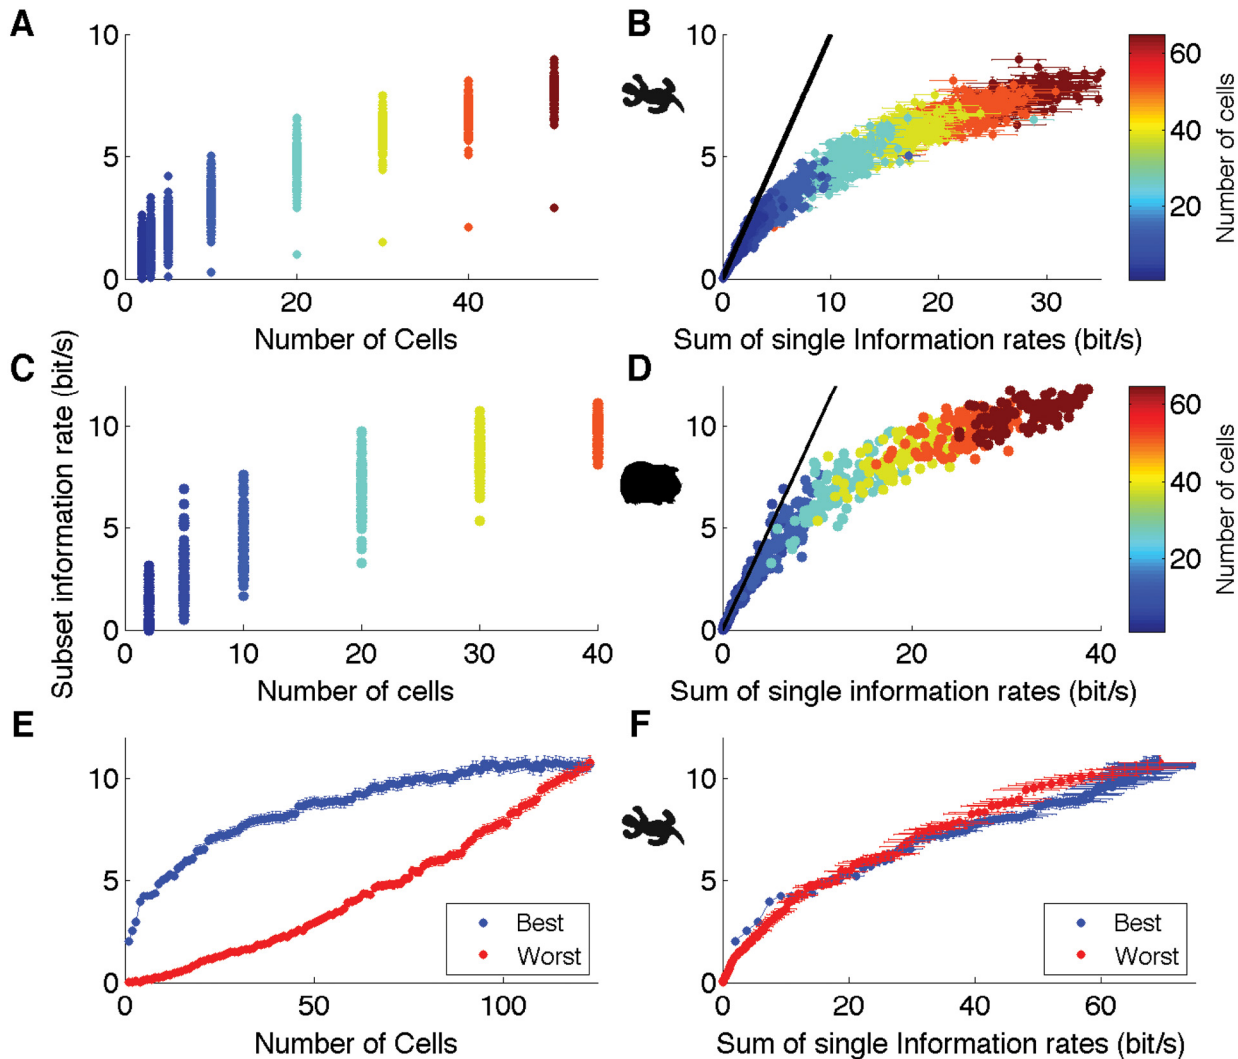 A
B
10
5
0
0
20
40
Number of Cells
10
5
0
0
10
20
30
Sum of single Information rates (bit/s)
60
40
20
Number of cells
Subset information rate (bit/s)
C
D
10
5
0
0
10
20
30
40
Number of cells
10
5
0
0
20
40
Sum of single information rates (bit/s)
60
40
20
Number of cells
E
F
10
5
0
0
50
100
Number of Cells
Best
Worst
10
5
0
0
20
40
60
Sum of single Information rates (bit/s)
Best
Worst